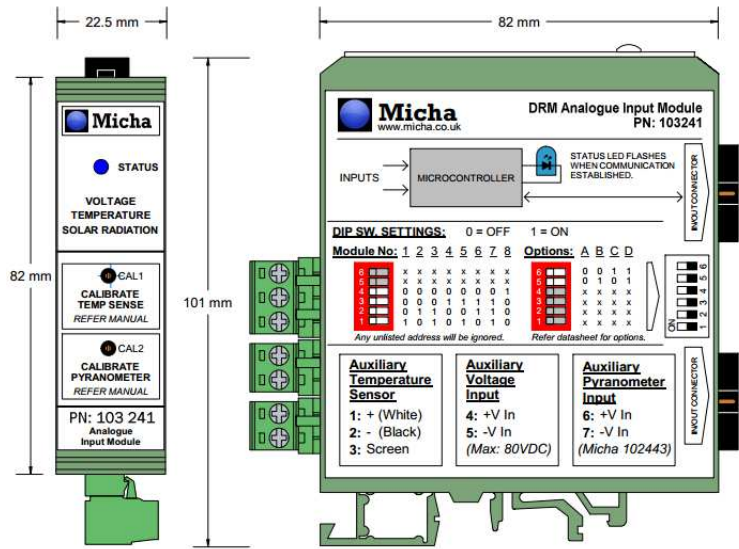 22.5 mm
82 mm
Micha
STATUS
VOLTAGE
TEMPERATURE
SOLAR RADIATION
CAL1
CALIBRATE
TEMP SENSE
REFER MANUAL
CAL2
CALIBRATE
PYRANOMETER
REFER MANUAL
PN: 103 241
Analogue
Input Module
82 mm
101 mm
Micha
www.micha.co.uk
DRM Analogue Input Module
PN: 103241
INPUTS
MICROCONTROLLER
STATUS LED FLASHES
WHEN COMMUNICATION
ESTABLISHED.
IN/OUT CONNECTOR
DIP SW. SETTINGS: 0 = OFF 1 = ON
Module No: 1 2 3 4 5 6 7 8
6 x x x x x x x x
5 x x x x x x x x
4 0 0 0 0 0 0 0 1
3 0 0 0 1 1 1 1 0
2 0 1 1 0 0 1 1 0
1 1 0 1 0 1 0 1 0
Any unlisted address will be ignored.
Options: A B C D
6 0 0 1 1
5 0 1 0 1
4 x x x x
3 x x x x
2 x x x x
1 x x x x
Refer datasheet for options.
ON
1 2 3 4 5 6
Auxiliary
Temperature
Sensor
1: + (White)
2: - (Black)
3: Screen
Auxiliary
Voltage
Input
4: +V In
5: -V In
(Max: 80VDC)
Auxiliary
Pyranometer
Input
6: +V In
7: -V In
(Micha 102443)
IN/OUT CONNECTOR